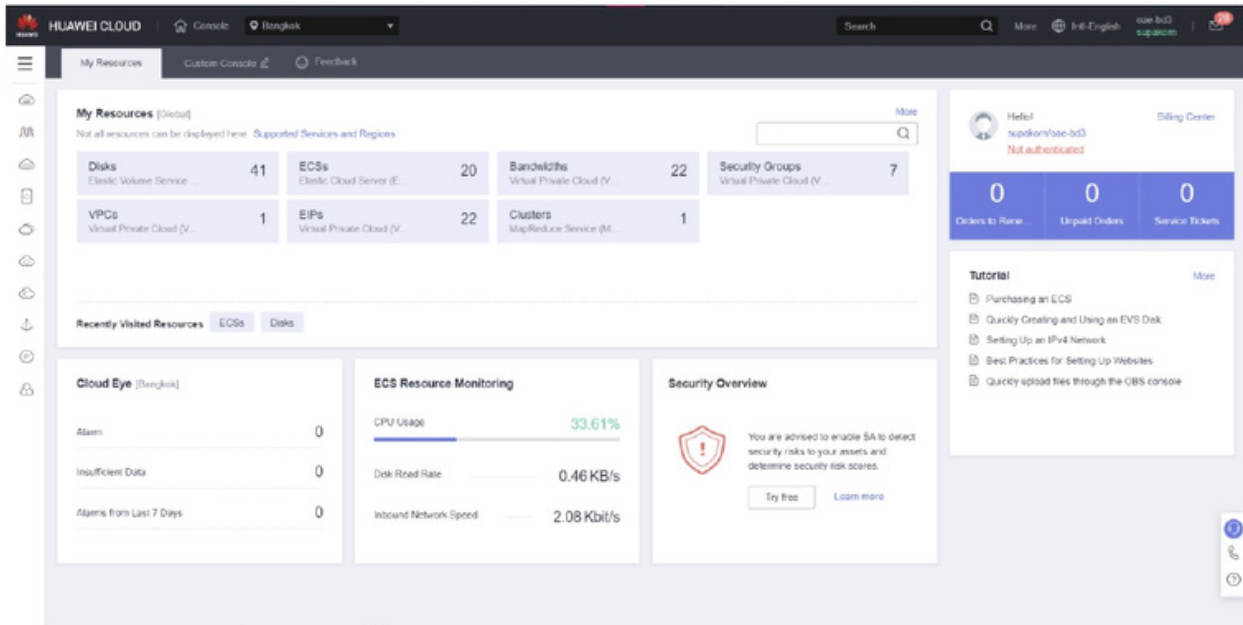 HUAWEI
HUAWEI CLOUD
Console
Bangkok
Search
More
Intl-English
supakorn
My Resources
Custom Console
Feedback
My Resources [Global]
More
Not all resources can be displayed here. Supported Services and Regions
Disks
Elastic Volume Service ...
41
ECSs
Elastic Cloud Server (E...
20
Bandwidths
Virtual Private Cloud (V...
22
Security Groups
Virtual Private Cloud (V...
7
VPCs
Virtual Private Cloud (V...
1
EIPs
Virtual Private Cloud (V...
22
Clusters
MapReduce Service (M...
1
Recently Visited Resources ECSs Disks
Hello!
Billing Center
Not authenticated
0
Orders to Rene...
0
Unpaid Orders
0
Service Tickets
Tutorial
More
Purchasing an ECS
Quickly Creating and Using an EVS Disk
Setting Up an IPv4 Network
Best Practices for Setting Up Websites
Quickly upload files through the OBS console
Cloud Eye [Bangkok]
Alarm 0
Insufficient Data 0
Alarms from Last 7 Days 0
ECS Resource Monitoring
CPU Usage 33.61%
Disk Read Rate 0.46 KB/s
Inbound Network Speed 2.08 Kbit/s
Security Overview
You are advised to enable SA to detect
security risks to your assets and
determine security risk scores.
Try free
Learn more